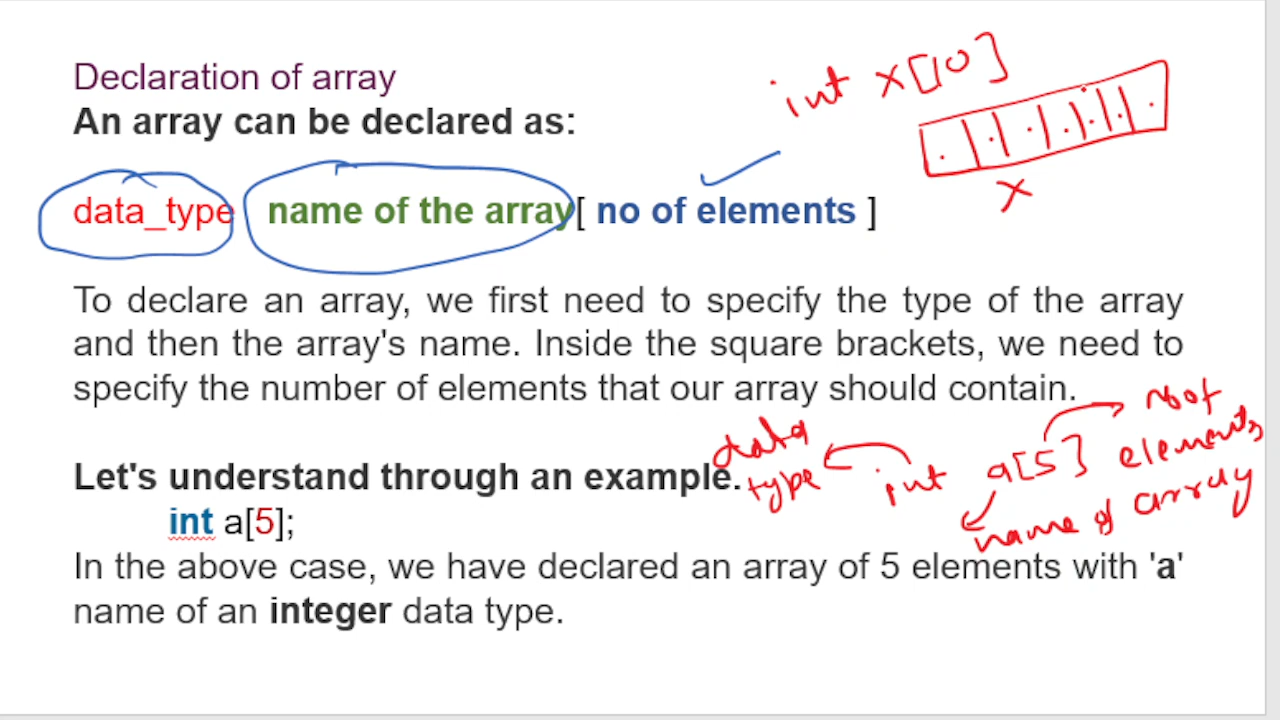 Declaration of array
int x[10]
An array can be declared as:
x
data_type name of the array[ no of elements ]
To declare an array, we first need to specify the type of the array
and then the array's name. Inside the square brackets, we need to
specify the number of elements that our array should contain.
no of
elements
data
type
int a[5]
name of array
Let's understand through an example.
int a[5];
In the above case, we have declared an array of 5 elements with 'a'
name of an integer data type.